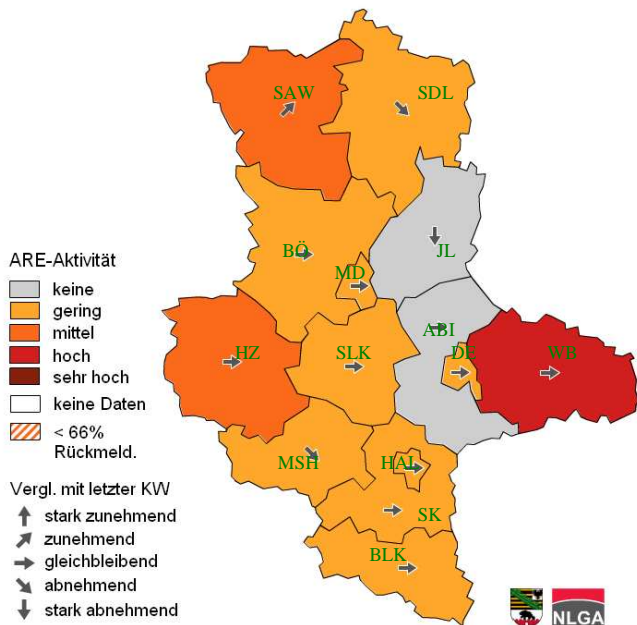 SAW
SDL
BÖ
MD
JL
ARE-Aktivität
keine
gering
mittel
hoch
sehr hoch
keine Daten
< 66%
Rückmeld.
HZ
SLK
ABI
DE
WB
MSH
HAL
SK
BLK
Vergl. mit letzter KW
stark zunehmend
zunehmend
gleichbleibend
abnehmend
stark abnehmend
NLGA